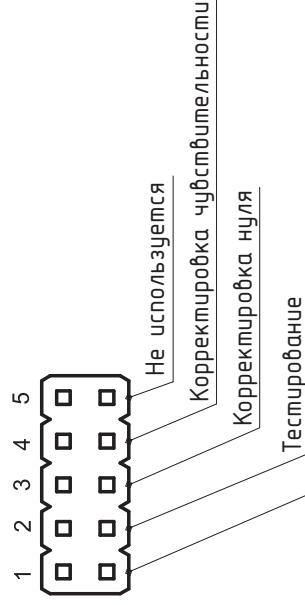 1 2 3 4 5
Не используется
Корректировка чувствительности
Корректировка нуля
Тестирование